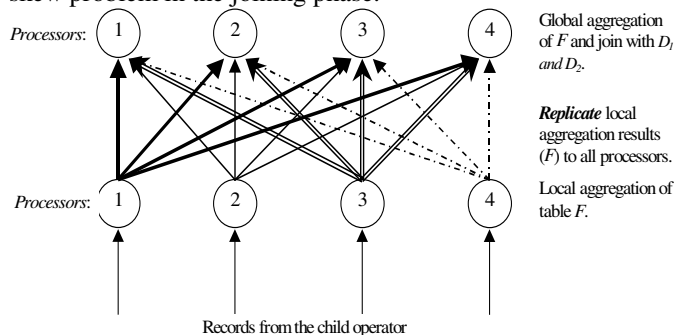 skew problem in the joining phase.
Processors: 1 2 3 4
Global aggregation
of F and join with D1
and D2.
Replicate local
aggregation results
(F) to all processors.
Processors: 1 2 3 4
Local aggregation of
table F.
Records from the child operator